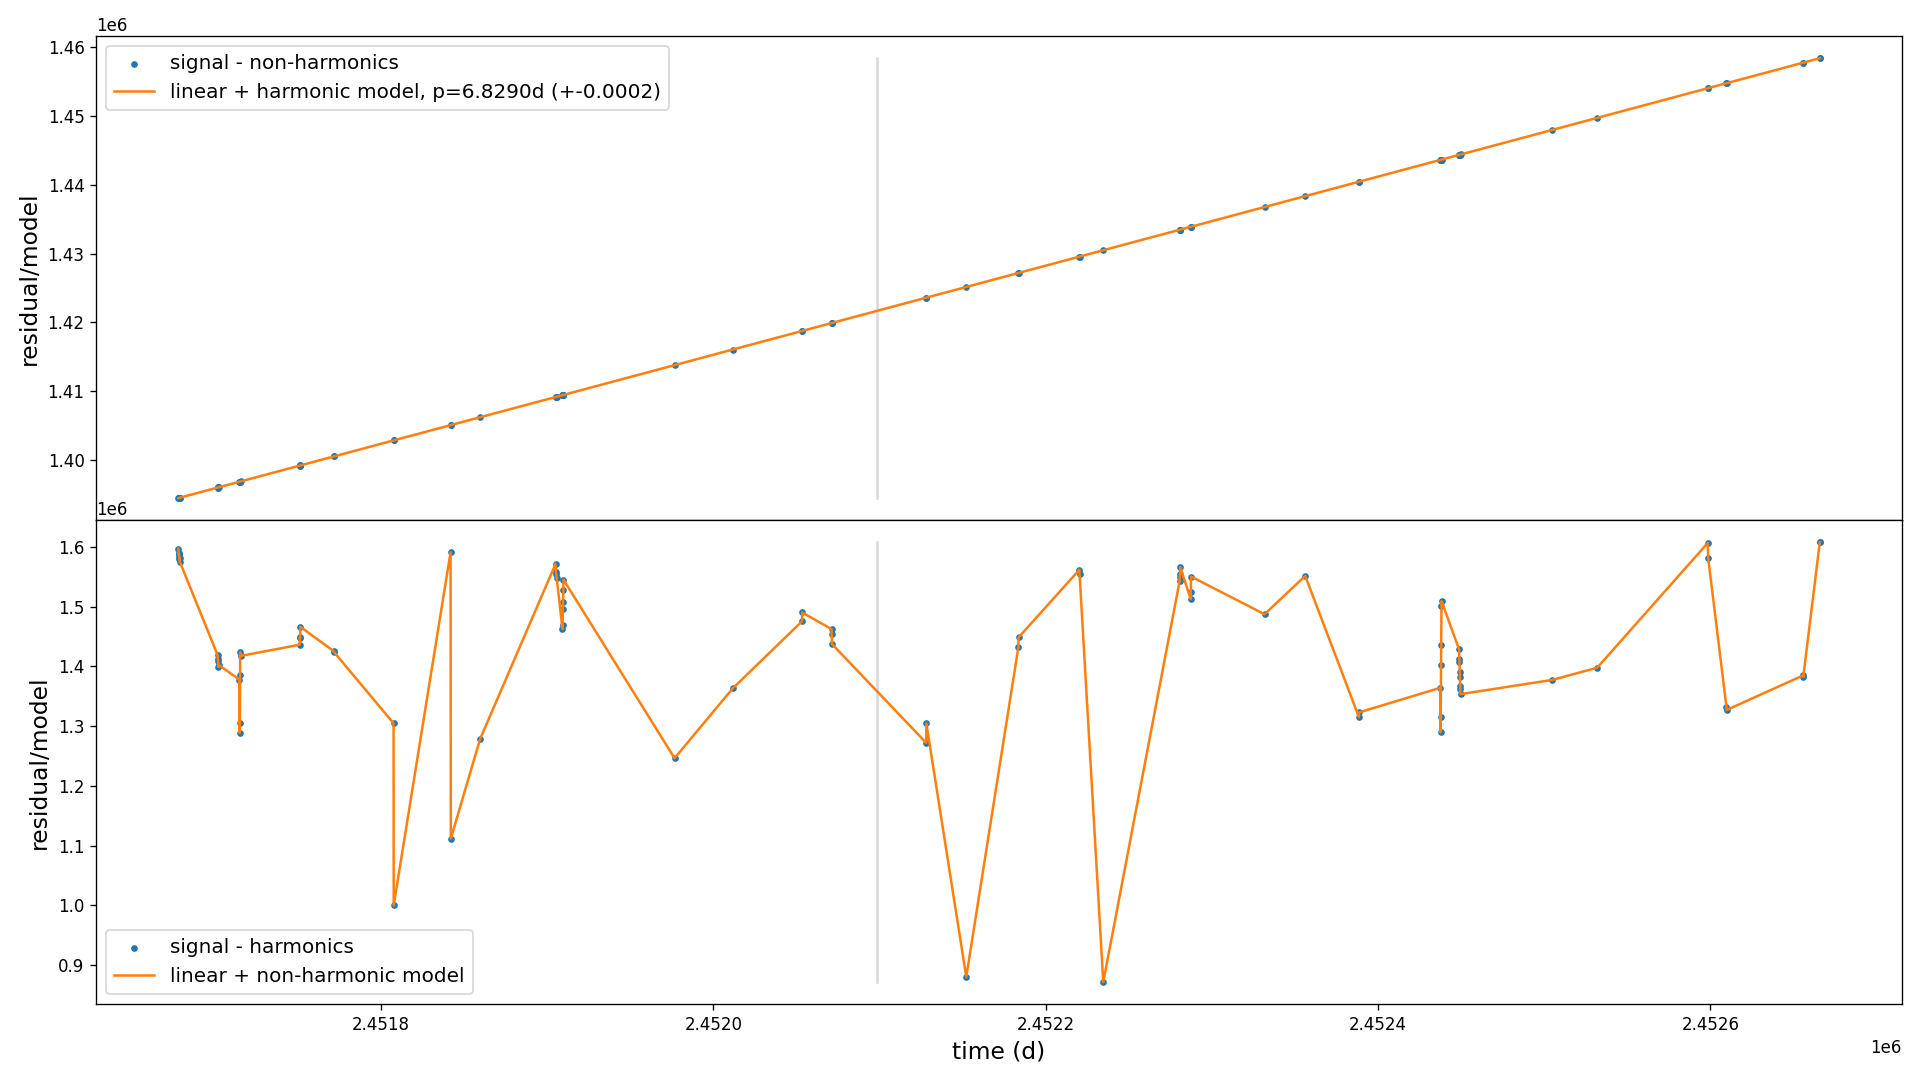 1e6
1.46
1.45
1.44
1.43
1.42
1.41
1.40
residual/model
signal - non-harmonics
linear + harmonic model, p=6.8290d (+-0.0002)
1e6
1.6
1.5
1.4
1.3
1.2
1.1
1.0
0.9
residual/model
signal - harmonics
linear + non-harmonic model
2.4518 2.4520 2.4522 2.4524 2.4526
time (d)
1e6